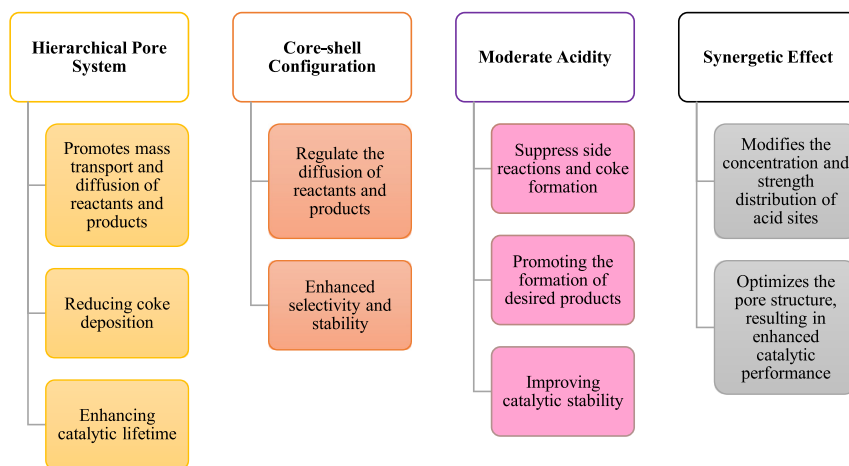 Hierarchical Pore
System
Promotes mass
transport and
diffusion of
reactants and
products
Reducing coke
deposition
Enhancing
catalytic lifetime
Core-shell
Configuration
Regulate the
diffusion of
reactants and
products
Enhanced
selectivity and
stability
Moderate Acidity
Suppress side
reactions and coke
formation
Promoting the
formation of
desired products
Improving
catalytic stability
Synergetic Effect
Modifies the
concentration and
strength
distribution of
acid sites
Optimizes the
pore structure,
resulting in
enhanced
catalytic
performance